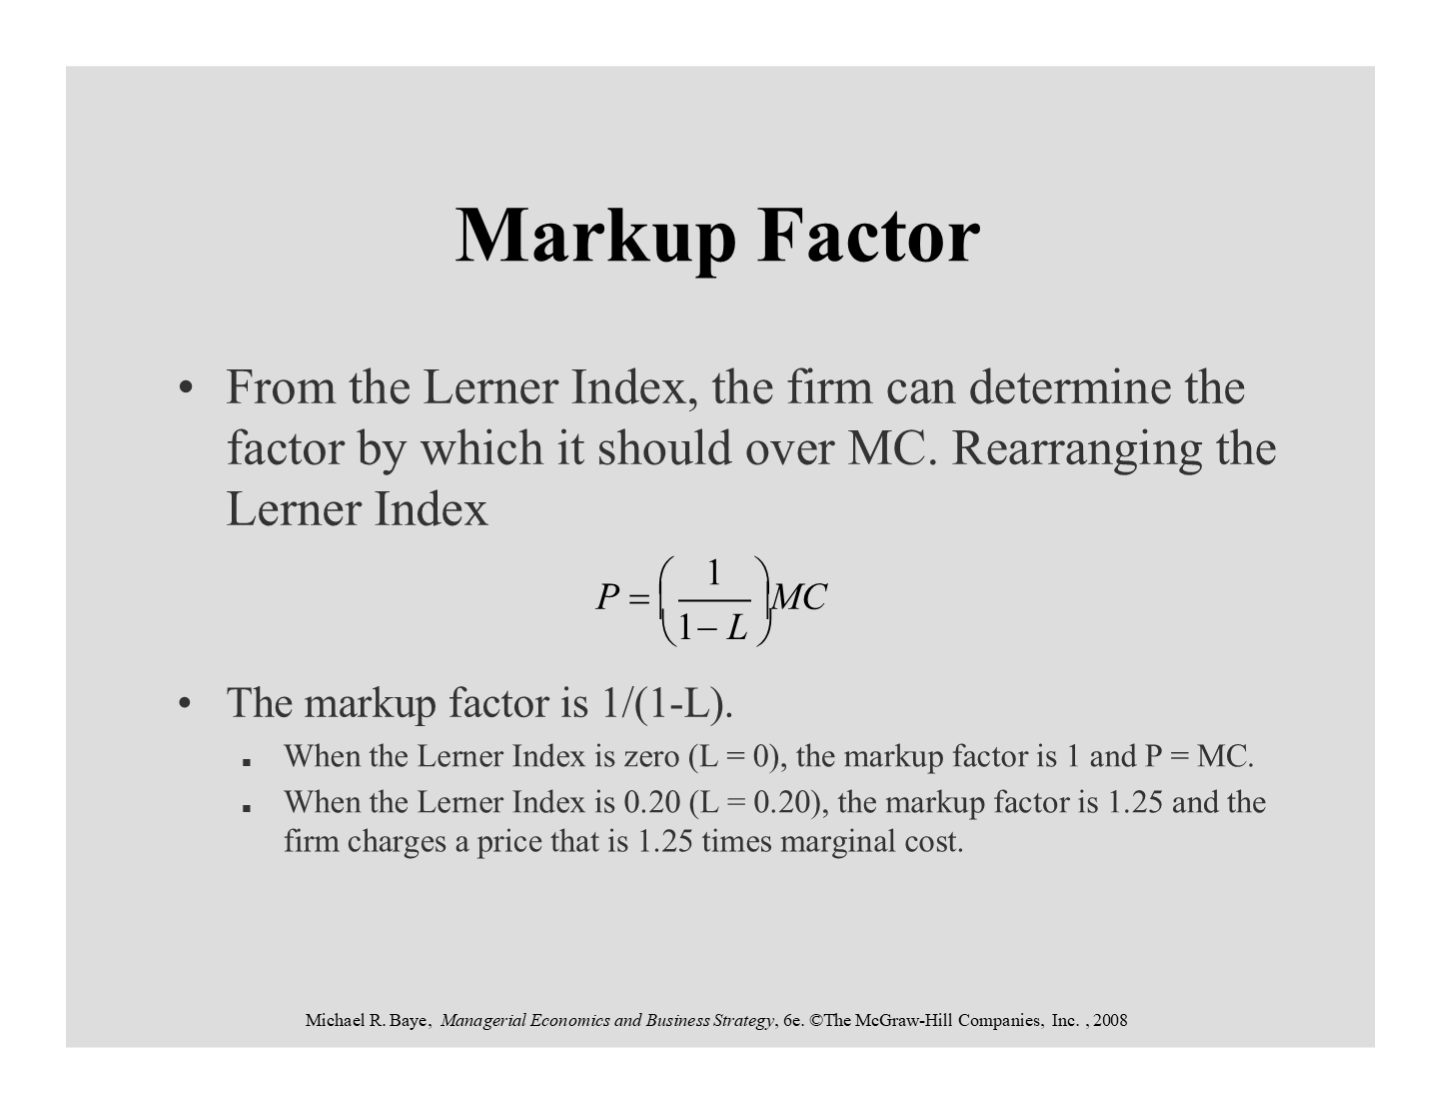 Markup Factor
• From the Lerner Index, the firm can determine the
factor by which it should over MC. Rearranging the
Lerner Index
P = (1 / (1 − L)) MC
• The markup factor is 1/(1-L).
▪ When the Lerner Index is zero (L = 0), the markup factor is 1 and P = MC.
▪ When the Lerner Index is 0.20 (L = 0.20), the markup factor is 1.25 and the
firm charges a price that is 1.25 times marginal cost.
Michael R. Baye, Managerial Economics and Business Strategy, 6e. ©The McGraw-Hill Companies, Inc. , 2008